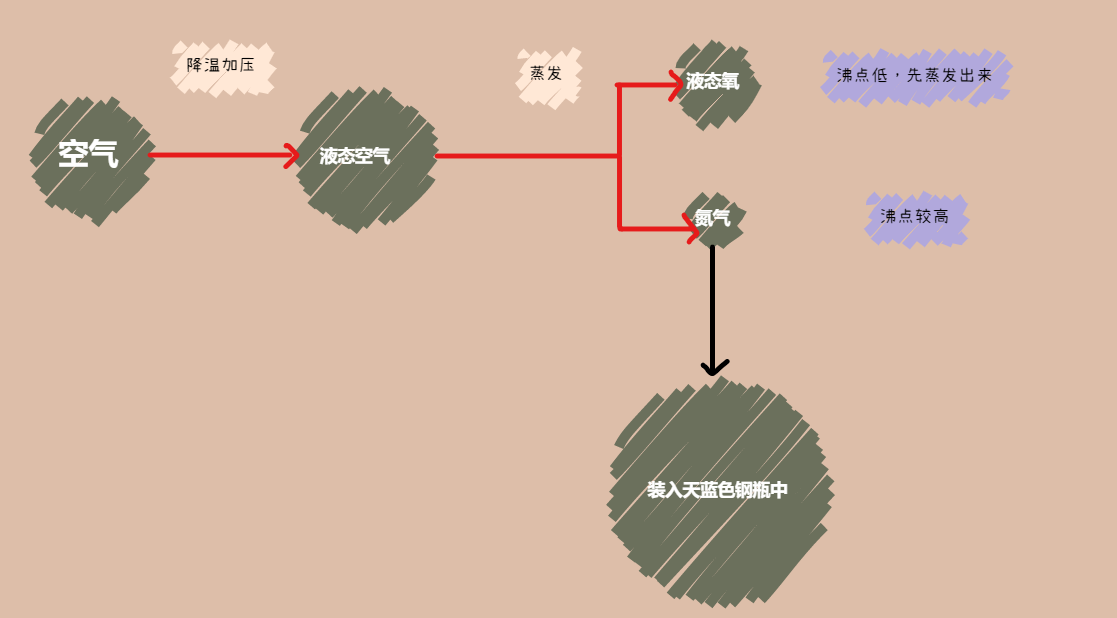 降温加压
蒸发
液态氧
沸点低，先蒸发出来
空气
液态空气
氮气
沸点较高
装入天蓝色钢瓶中